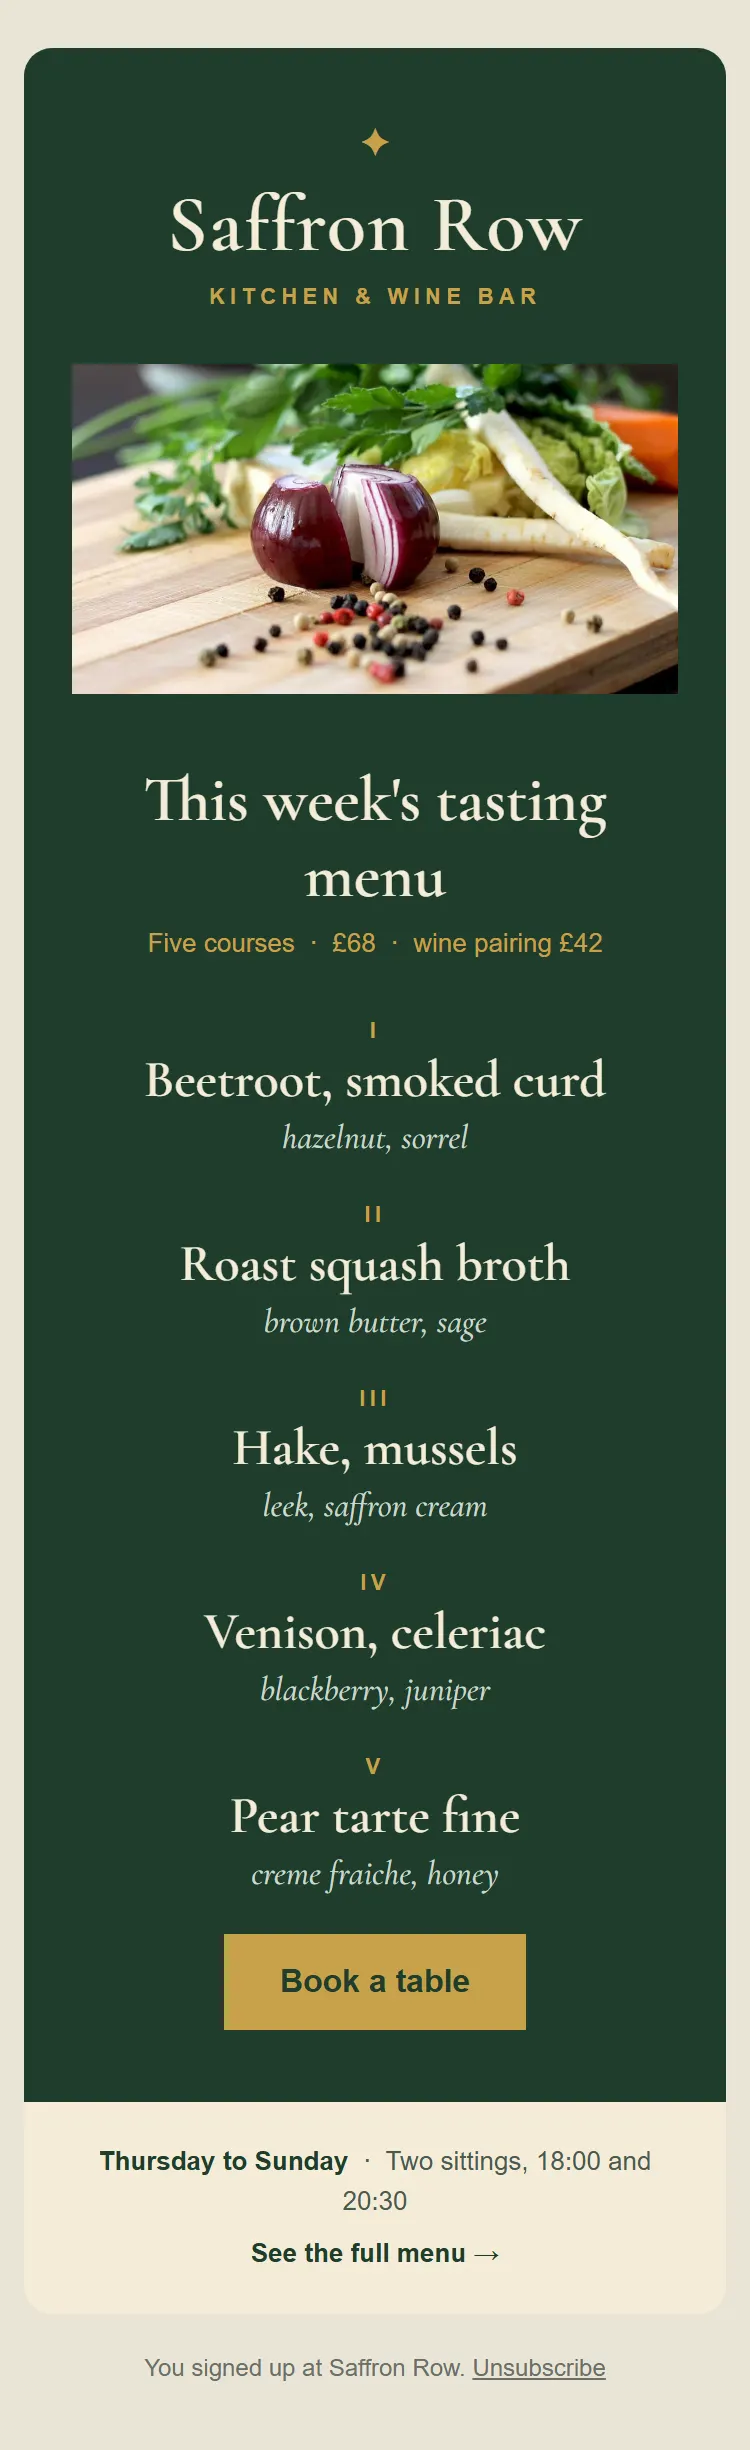 Saffron Row
KITCHEN & WINE BAR
This week's tasting
menu
Five courses · £68 · wine pairing £42
I
Beetroot, smoked curd
hazelnut, sorrel
II
Roast squash broth
brown butter, sage
III
Hake, mussels
leek, saffron cream
IV
Venison, celeriac
blackberry, juniper
V
Pear tarte fine
creme fraiche, honey
Book a table
Thursday to Sunday · Two sittings, 18:00 and
20:30
See the full menu →
You signed up at Saffron Row. Unsubscribe